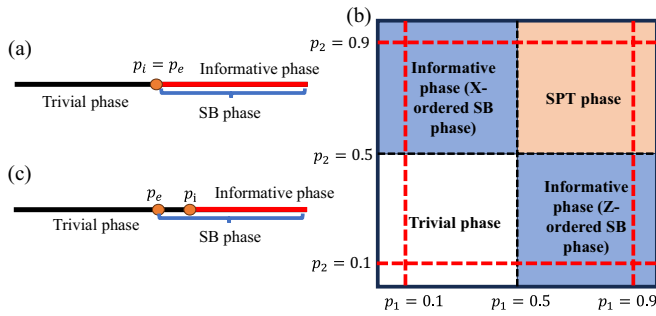 (a)
p_i = p_e
Informative phase
Trivial phase
SB phase
(c)
p_e
p_i
Informative phase
Trivial phase
SB phase
(b)
p_2 = 0.9
Informative
phase (X-
ordered SB
phase)
SPT phase
p_2 = 0.5
Trivial phase
Informative
phase (Z-
ordered SB
phase)
p_2 = 0.1
p_1 = 0.1
p_1 = 0.5
p_1 = 0.9